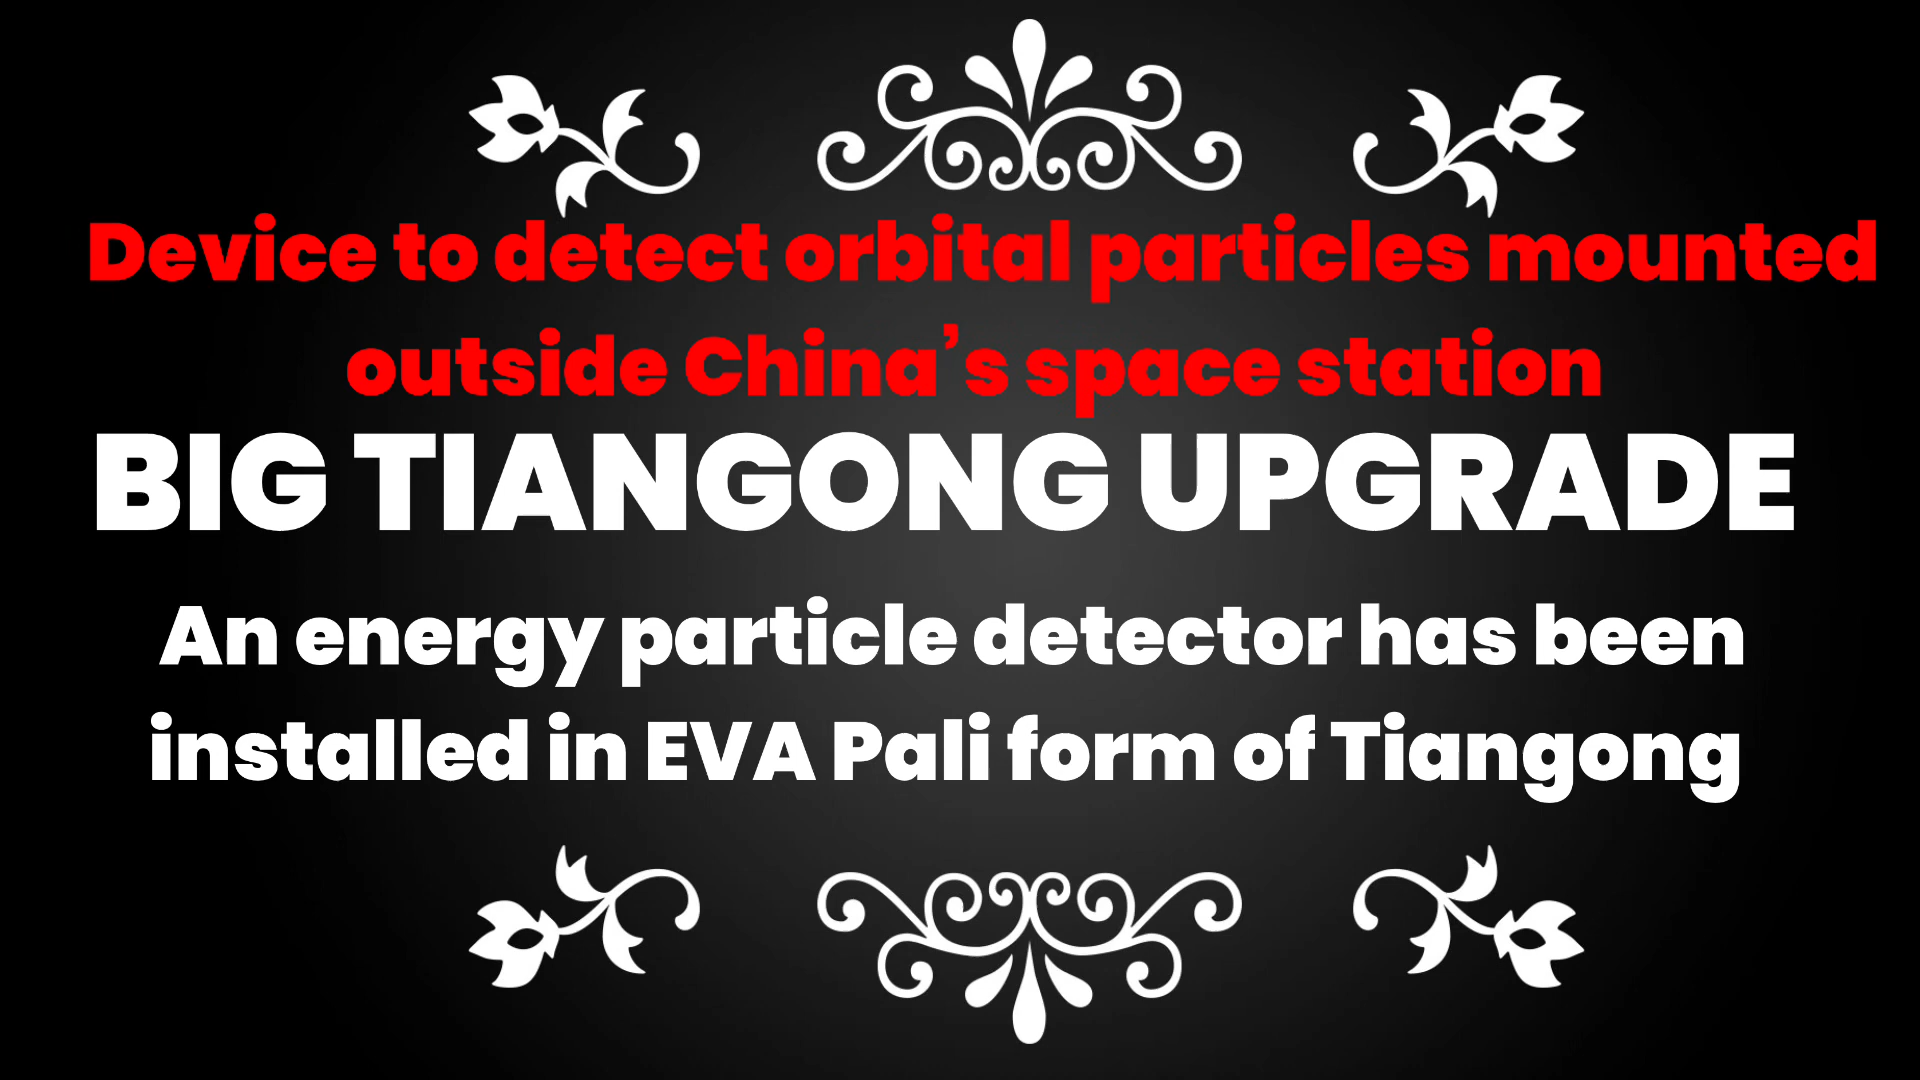 Device to detect orbital particles mounted
outside China’s space station
BIG TIANGONG UPGRADE
An energy particle detector has been
installed in EVA Pali form of Tiangong